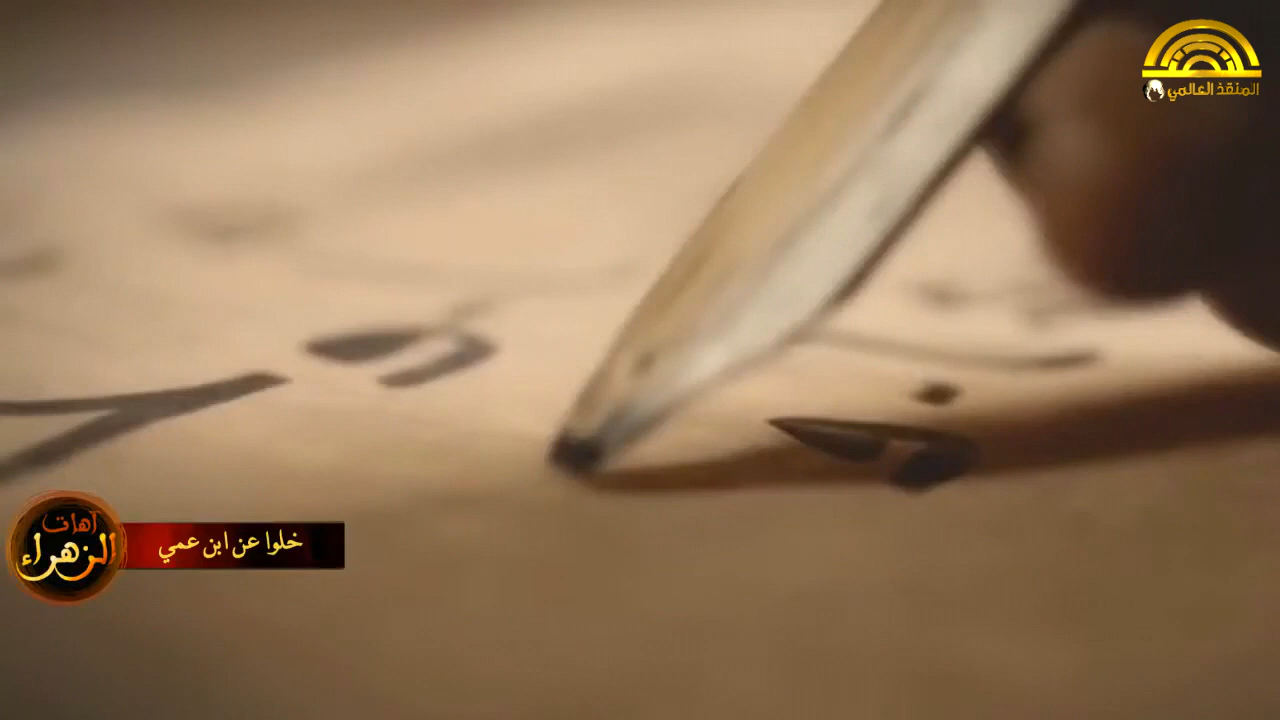 المنقذ العالمي
آهات
الزهراء
خلوا عن ابن عمي